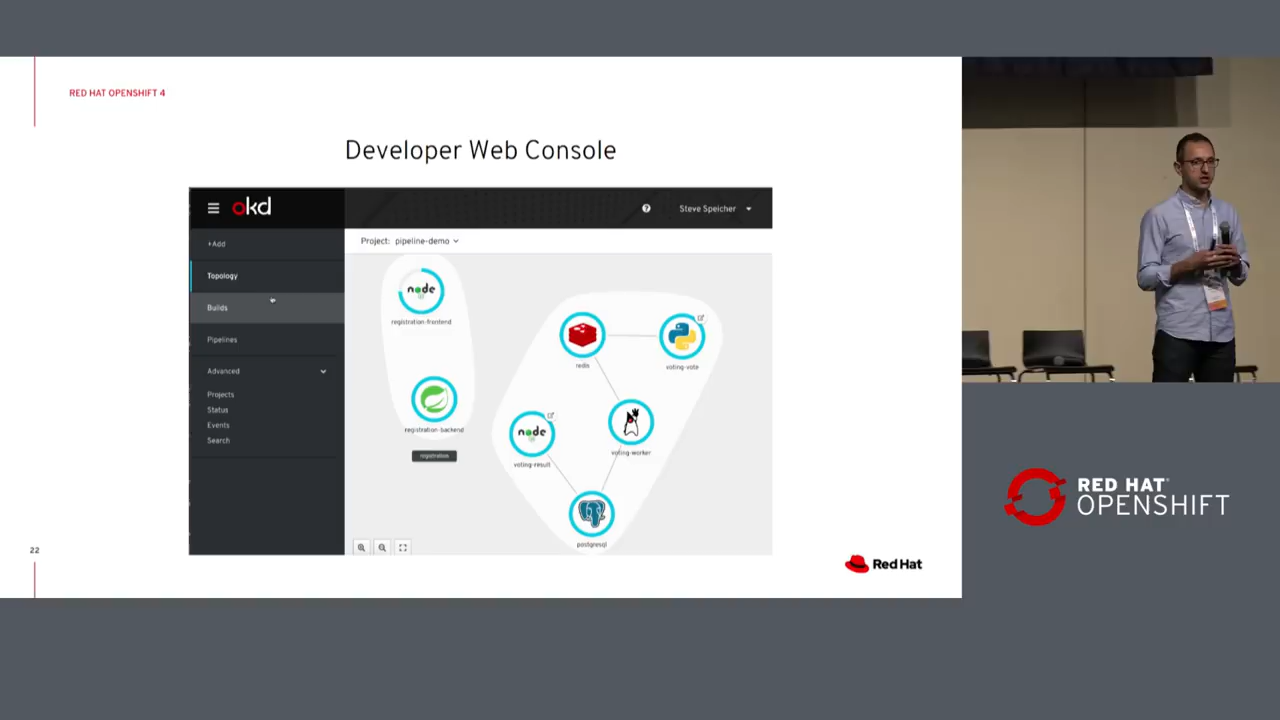 RED HAT OPENSHIFT 4
Developer Web Console
okd
Steve Speicher
+Add
Project: pipeline-demo
Topology
Builds
Pipelines
Advanced
Projects
Status
Events
Search
node
registration-frontend
registration-backend
registration
redis
voting-vote
node
voting-result
voting-worker
postgresql
22
Red Hat
RED HAT
OPENSHIFT